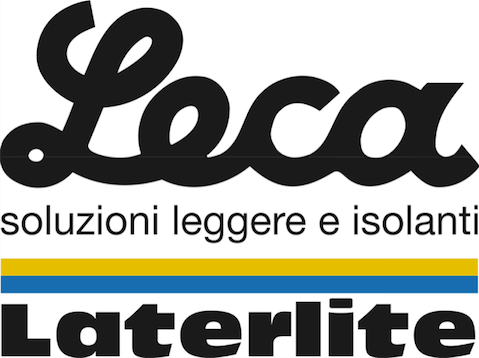 Leca
soluzioni leggere e isolanti
Laterlite